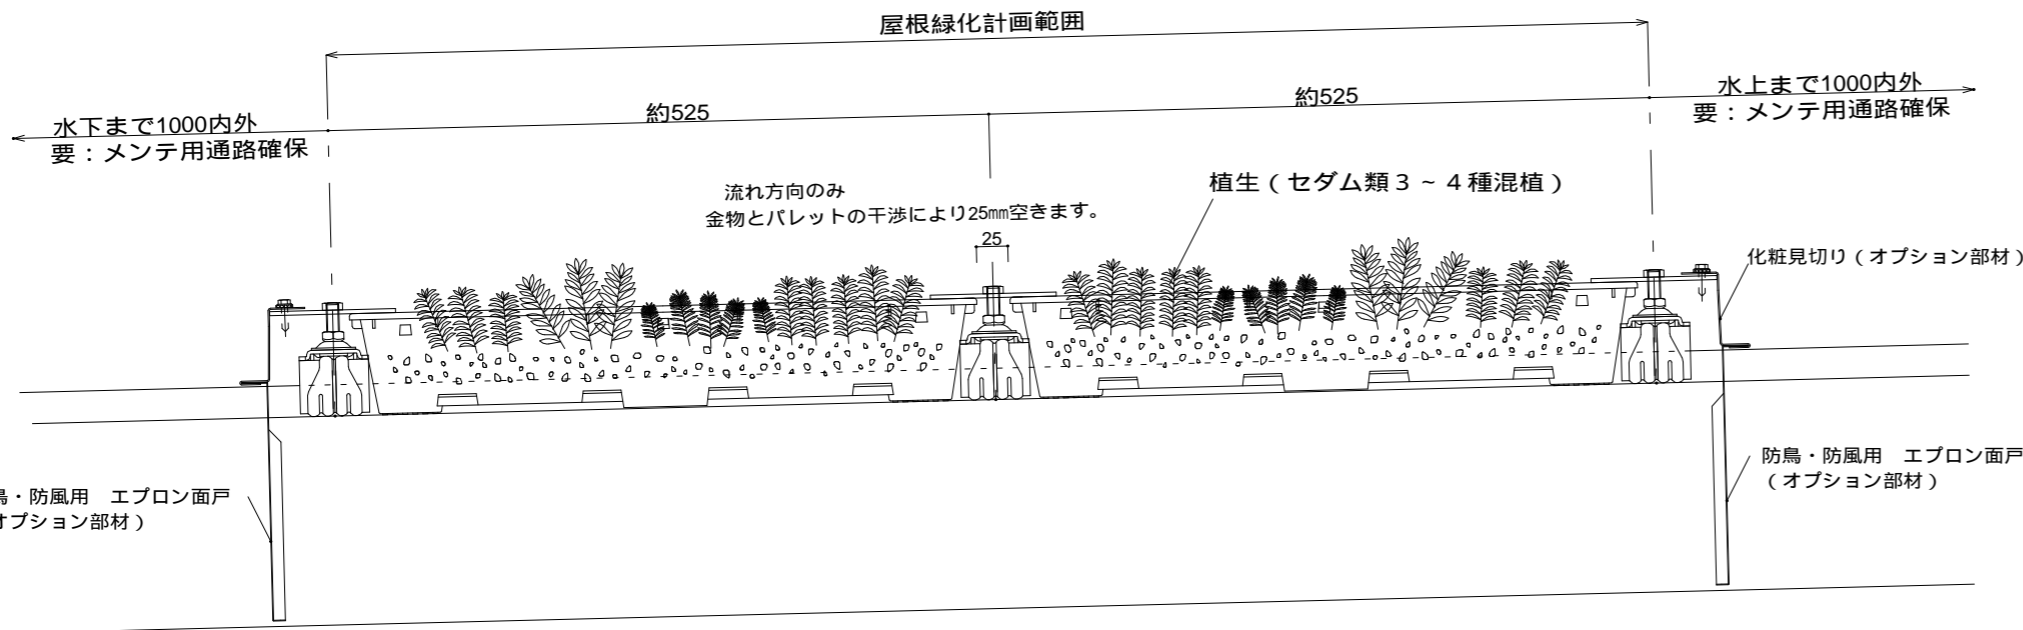 屋根緑化計画範囲
水下まで1000内外
要：メンテ用通路確保
約525
約525
水上まで1000内外
要：メンテ用通路確保
流れ方向のみ
金物とパレットの干渉により25㎜空きます。
25
植生（セダム類３～４種混植）
化粧見切り（オプション部材）
鳥・防風用　エプロン面戸
オプション部材）
防鳥・防風用　エプロン面戸
（オプション部材）